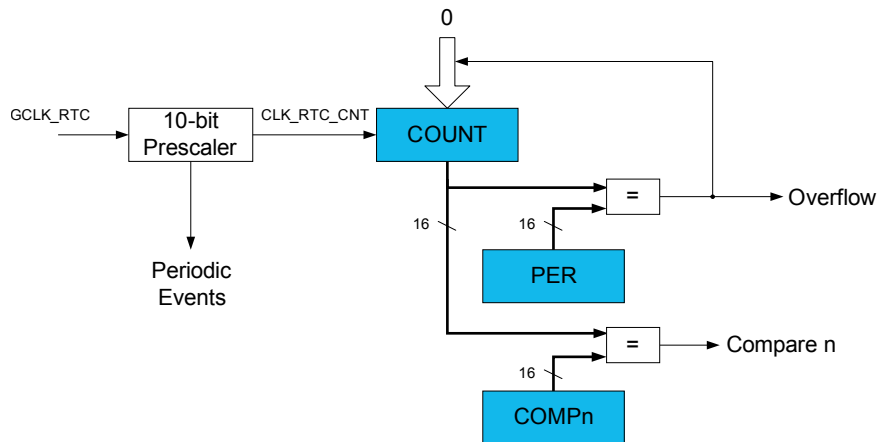 0
GCLK_RTC
10-bit
Prescaler
CLK_RTC_CNT
COUNT
=
Overflow
16
16
PER
Periodic
Events
=
Compare n
16
COMPn